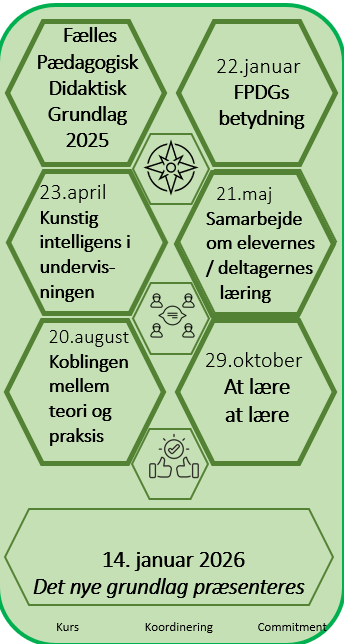 Fælles
Pædagogisk
Didaktisk
Grundlag
2025
22.januar
FPDGs
betydning
23.april
Kunstig
intelligens i
undervis-
ningen
21.maj
Samarbejde
om elevernes
/ deltagernes
læring
20.august
Koblingen
mellem
teori og
praksis
29.oktober
At lære
at lære
14. januar 2026
Det nye grundlag præsenteres
Kurs Koordinering Commitment